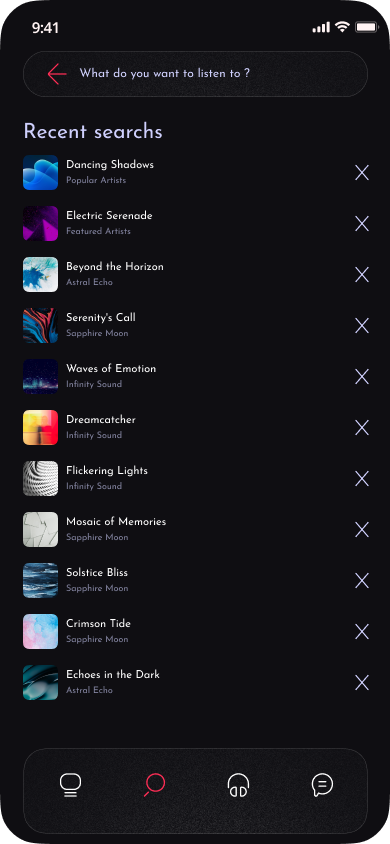 9:41
What do you want to listen to ?
Recent searchs
Dancing Shadows
Popular Artists
Electric Serenade
Featured Artists
Beyond the Horizon
Astral Echo
Serenity's Call
Sapphire Moon
Waves of Emotion
Infinity Sound
Dreamcatcher
Infinity Sound
Flickering Lights
Infinity Sound
Mosaic of Memories
Sapphire Moon
Solstice Bliss
Sapphire Moon
Crimson Tide
Sapphire Moon
Echoes in the Dark
Astral Echo